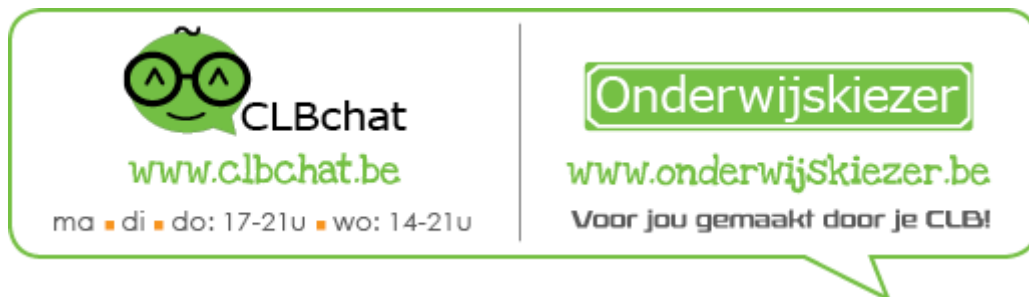 CLBchat
www.clbchat.be
ma ▪ di ▪ do: 17-21u ▪ wo: 14-21u
Onderwijskiezer
www.onderwijskiezer.be
Voor jou gemaakt door je CLB!